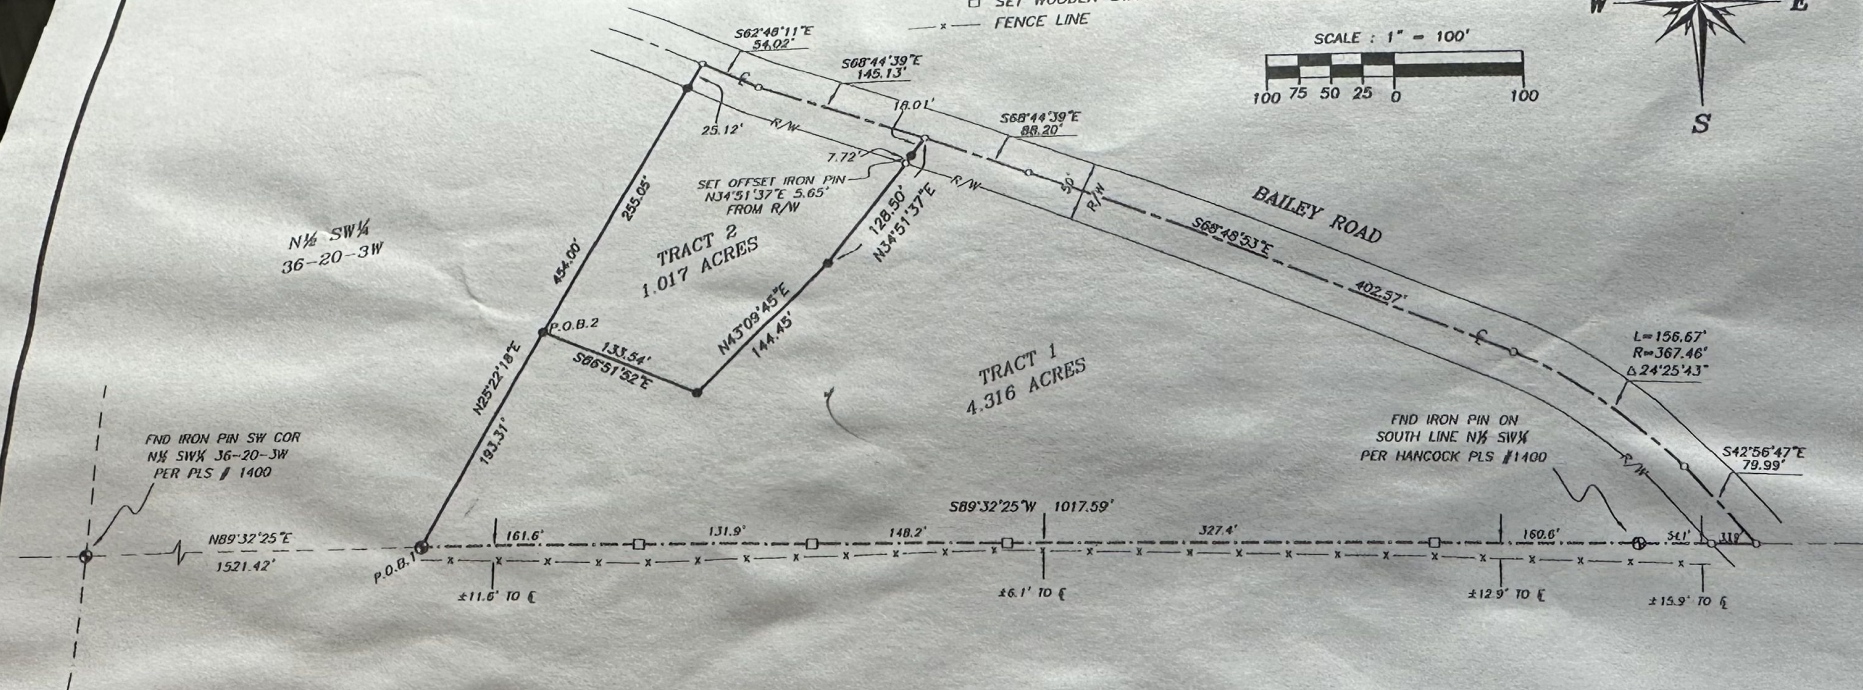 FENCE LINE
W
E
S
SCALE : 1" = 100'
100 75 50 25 0 100
S62°48'11"E
54.02'
S68°44'39"E
145.13'
18.01'
S68°44'39"E
88.20'
25.12'
R/W
7.72'
SET OFFSET IRON PIN
N34°51'37"E 5.65'
FROM R/W
R/W
50'
R/W
BAILEY ROAD
S68°48'53"E
402.57'
255.05'
454.00'
128.50'
N34°51'37"E
N½ SW¼
36-20-3W
TRACT 2
1.017 ACRES
P.O.B.2
133.54'
S66°51'52"E
N43°09'45"E
144.45'
TRACT 1
4.316 ACRES
L=156.67'
R=367.46'
Δ24°25'43"
N25°22'18"E
193.31'
FND IRON PIN SW COR
N½ SW¼ 36-20-3W
PER PLS # 1400
FND IRON PIN ON
SOUTH LINE N½ SW¼
PER HANCOCK PLS #1400
R/W
S42°56'47"E
79.99'
N89°32'25"E
1521.42'
P.O.B.1
S89°32'25"W 1017.59'
161.6' 131.9' 148.2' 327.4' 160.6'
±11.6' TO ℄
±6.1' TO ℄
±12.9' TO ℄
±15.9' TO ℄